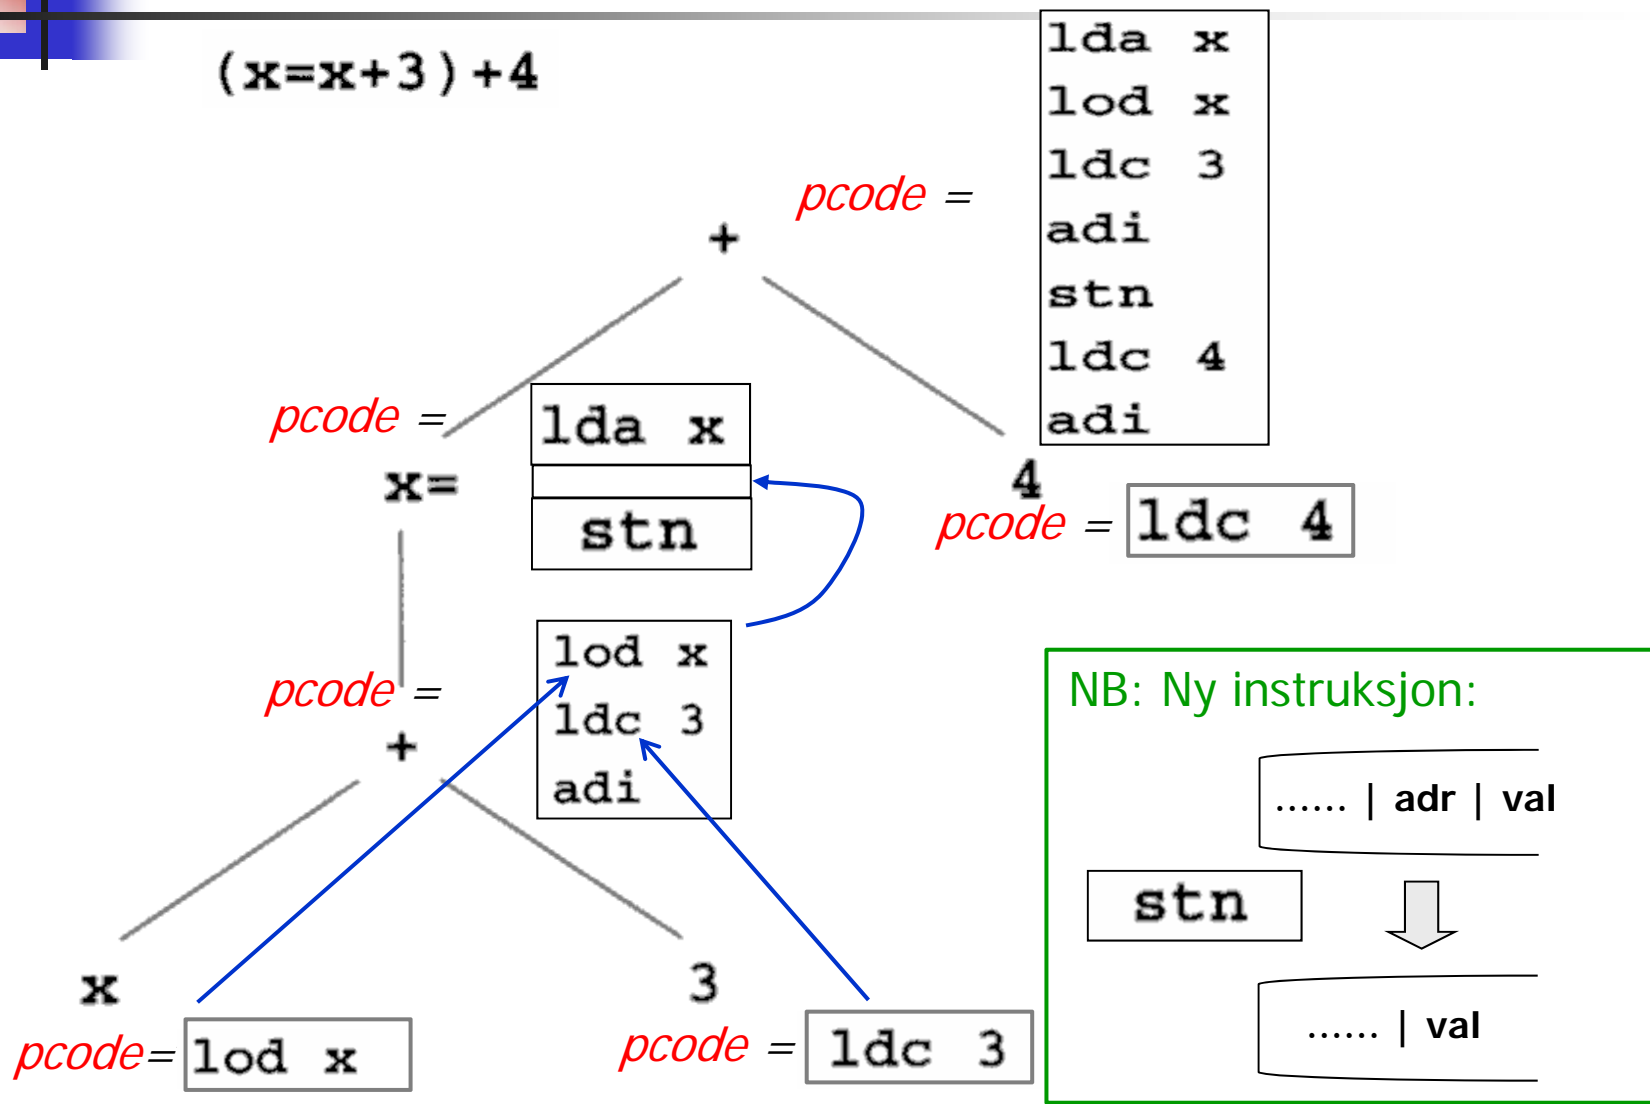 (x=x+3)+4
lda x
lod x
ldc 3
adi
stn
ldc 4
adi
pcode =
+
pcode =
lda x
stn
x=
4
pcode = ldc 4
pcode =
lod x
ldc 3
adi
+
x
pcode= lod x
3
pcode = ldc 3
NB: Ny instruksjon:
...... | adr | val
stn
...... | val